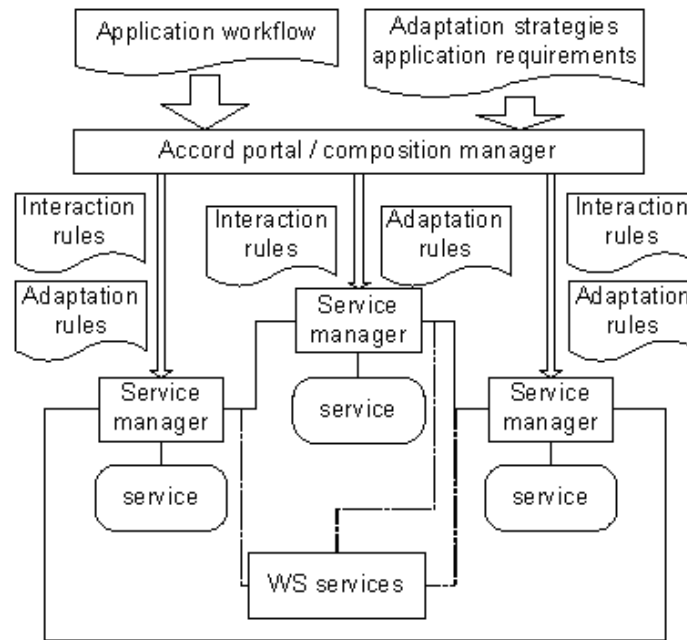 Application workflow
Adaptation strategies
application requirements
Accord portal / composition manager
Interaction
rules
Adaptation
rules
Interaction
rules
Adaptation
rules
Interaction
rules
Adaptation
rules
Service
manager
service
Service
manager
service
Service
manager
service
WS services